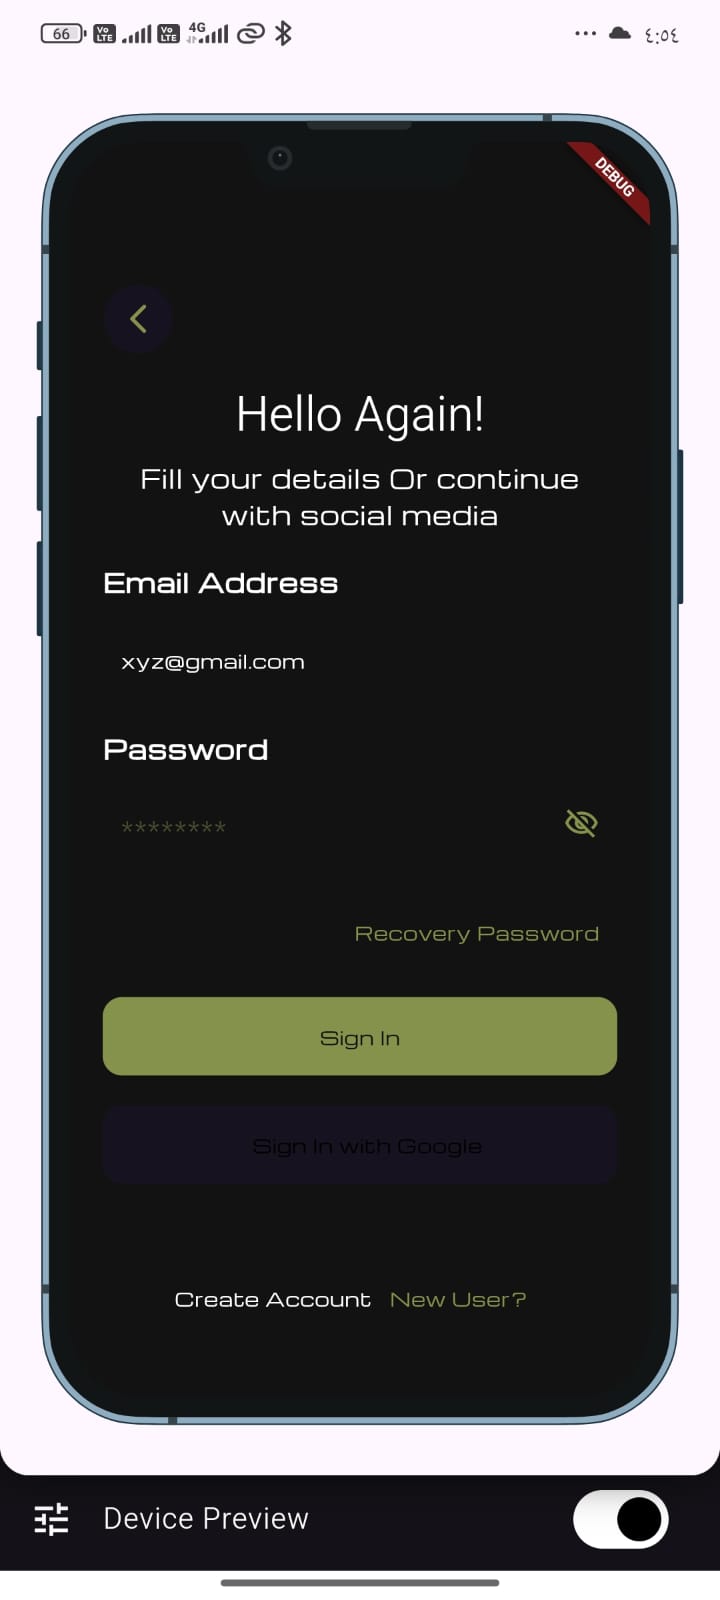 66 Vo LTE Vo LTE 4G ٤:٥٤
DEBUG
Hello Again!
Fill your details Or continue
with social media
Email Address
xyz@gmail.com
Password
********
Recovery Password
Sign In
Sign In with Google
Create Account New User?
Device Preview